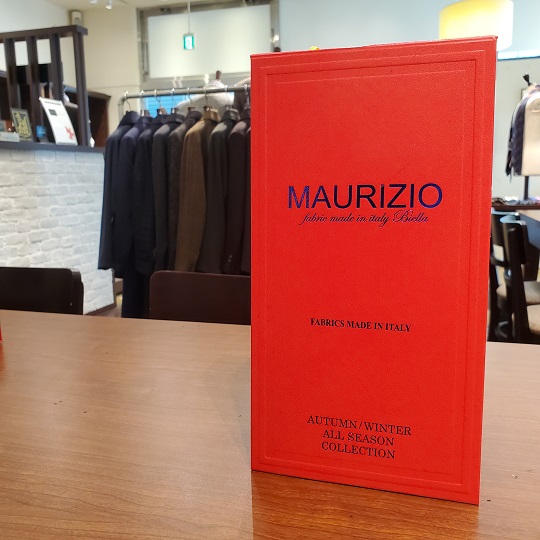 MAURIZIO
fabric made in italy Biella
FABRICS MADE IN ITALY
AUTUMN/WINTER
ALL SEASON
COLLECTION